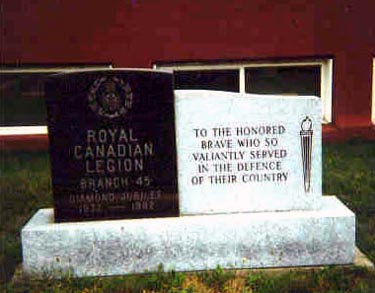 ROYAL
CANADIAN
LEGION
BRANCH 45
DIAMOND JUBILEE
TO THE HONORED
BRAVE WHO SO
VALIANTLY SERVED
IN THE DEFENCE
OF THEIR COUNTRY